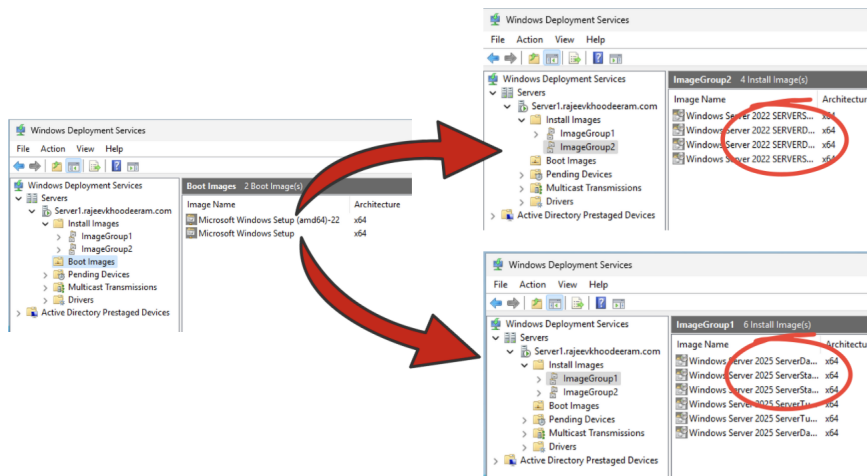 Windows Deployment Services
File Action View Help
Windows Deployment Services
Servers
Server1.rajeevkhoodeeram.com
Install Images
ImageGroup1
ImageGroup2
Boot Images
Pending Devices
Multicast Transmissions
Drivers
Active Directory Prestaged Devices
Boot Images 2 Boot Image(s)
Image Name Architecture
Microsoft Windows Setup (amd64)-22 x64
Microsoft Windows Setup x64
Windows Deployment Services
File Action View Help
Windows Deployment Services
Servers
Server1.rajeevkhoodeeram.com
Install Images
ImageGroup1
ImageGroup2
Boot Images
Pending Devices
Multicast Transmissions
Drivers
Active Directory Prestaged Devices
ImageGroup2 4 Install Image(s)
Image Name Architecture
Windows Server 2022 SERVERS... x64
Windows Server 2022 SERVERD... x64
Windows Server 2022 SERVERD... x64
Windows Server 2022 SERVERS... x64
Windows Deployment Services
File Action View Help
Windows Deployment Services
Servers
Server1.rajeevkhoodeeram.com
Install Images
ImageGroup1
ImageGroup2
Boot Images
Pending Devices
Multicast Transmissions
Drivers
Active Directory Prestaged Devices
ImageGroup1 6 Install Image(s)
Image Name Architectu
Windows Server 2025 ServerDa... x64
Windows Server 2025 ServerSta... x64
Windows Server 2025 ServerSta... x64
Windows Server 2025 ServerTu... x64
Windows Server 2025 ServerTu... x64
Windows Server 2025 ServerDa... x64